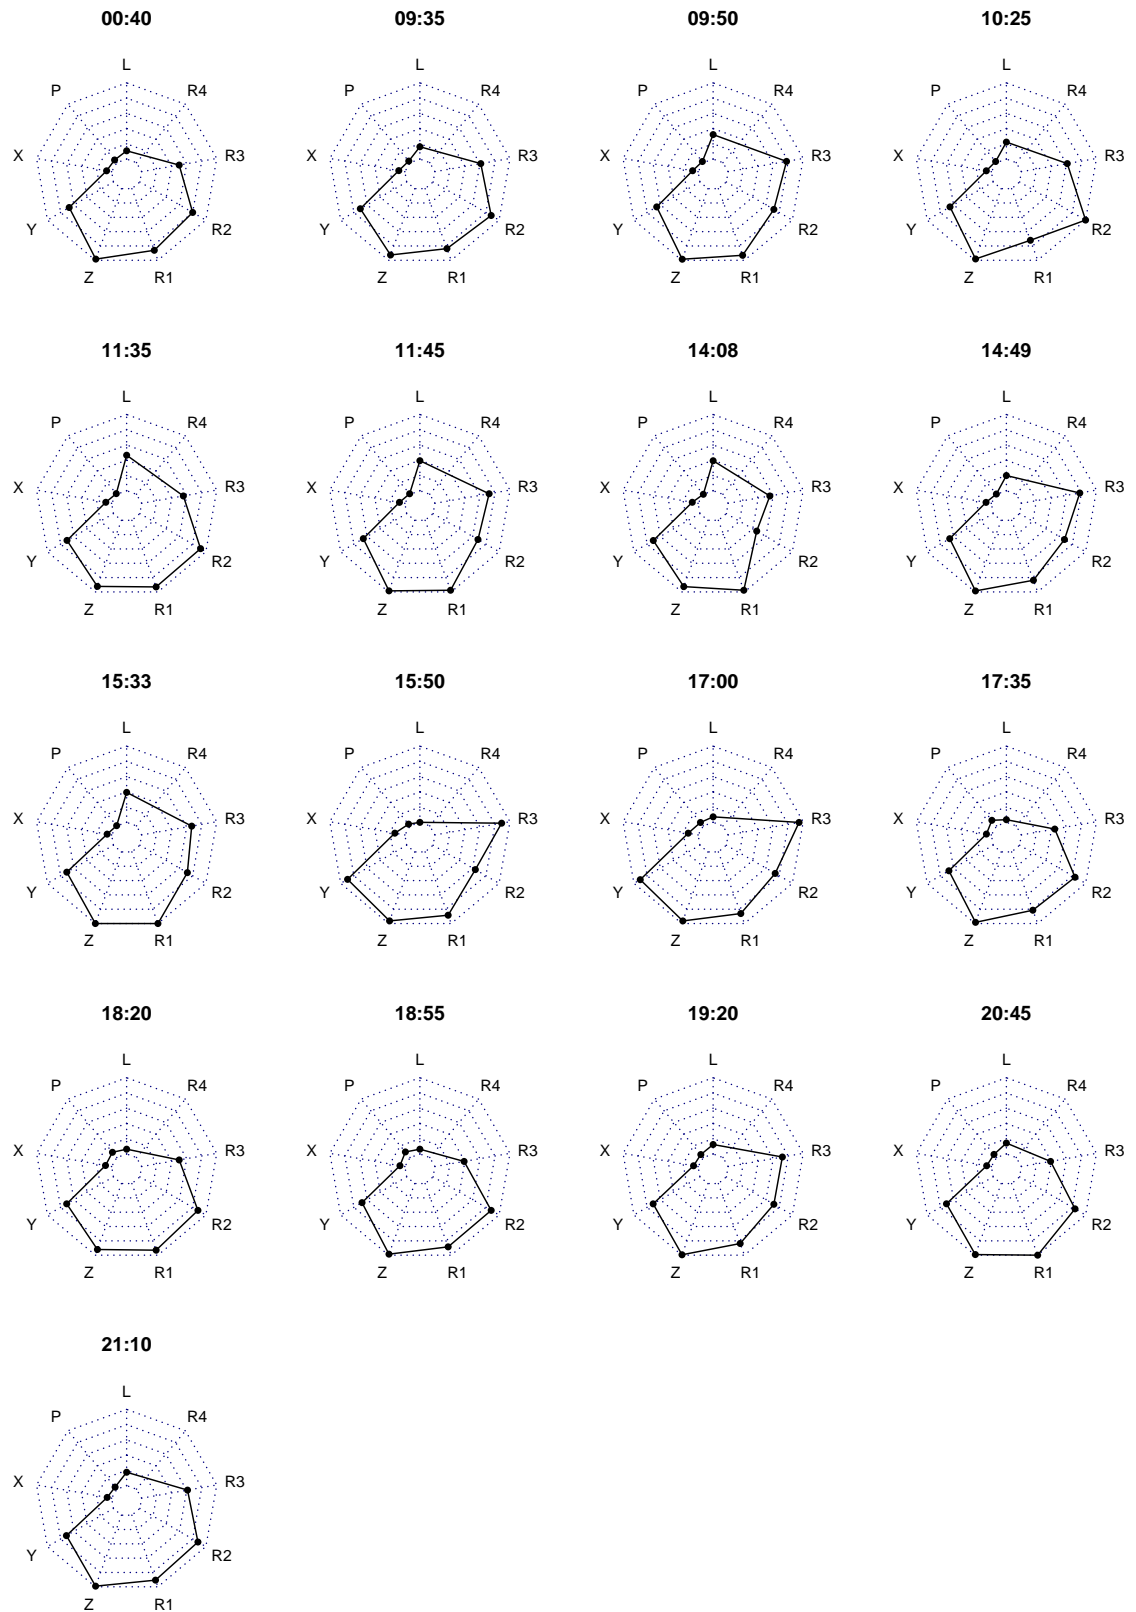 00:40 09:35 09:50 10:25
L L L L
P R4 P R4 P R4 P R4
X R3 X R3 X R3 X R3
Y R2 Y R2 Y R2 Y R2
Z R1 Z R1 Z R1 Z R1
11:35 11:45 14:08 14:49
L L L L
P R4 P R4 P R4 P R4
X R3 X R3 X R3 X R3
Y R2 Y R2 Y R2 Y R2
Z R1 Z R1 Z R1 Z R1
15:33 15:50 17:00 17:35
L L L L
P R4 P R4 P R4 P R4
X R3 X R3 X R3 X R3
Y R2 Y R2 Y R2 Y R2
Z R1 Z R1 Z R1 Z R1
18:20 18:55 19:20 20:45
L L L L
P R4 P R4 P R4 P R4
X R3 X R3 X R3 X R3
Y R2 Y R2 Y R2 Y R2
Z R1 Z R1 Z R1 Z R1
21:10
L
P R4
X R3
Y R2
Z R1